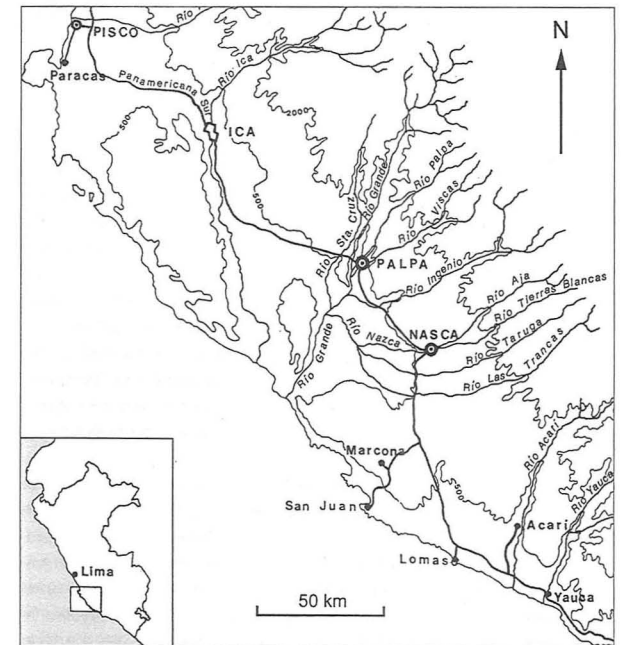 Río
PISCO
N
Paracas
Panamericana Sur
Río Ica
500
2000
ICA
Río Palpa
Río Grande
Río Sta. Cruz
Río Viscas
500
PALPA
Río Ingenio
Río Aja
Río Tierras Blancas
NASCA
Río Nazca
Río Taruga
Río Grande
Río Las Trancas
Marcona
Río Acarí
500
Río Yauca
San Juan
Acarí
Lomas
Lima
Yauca
50 km